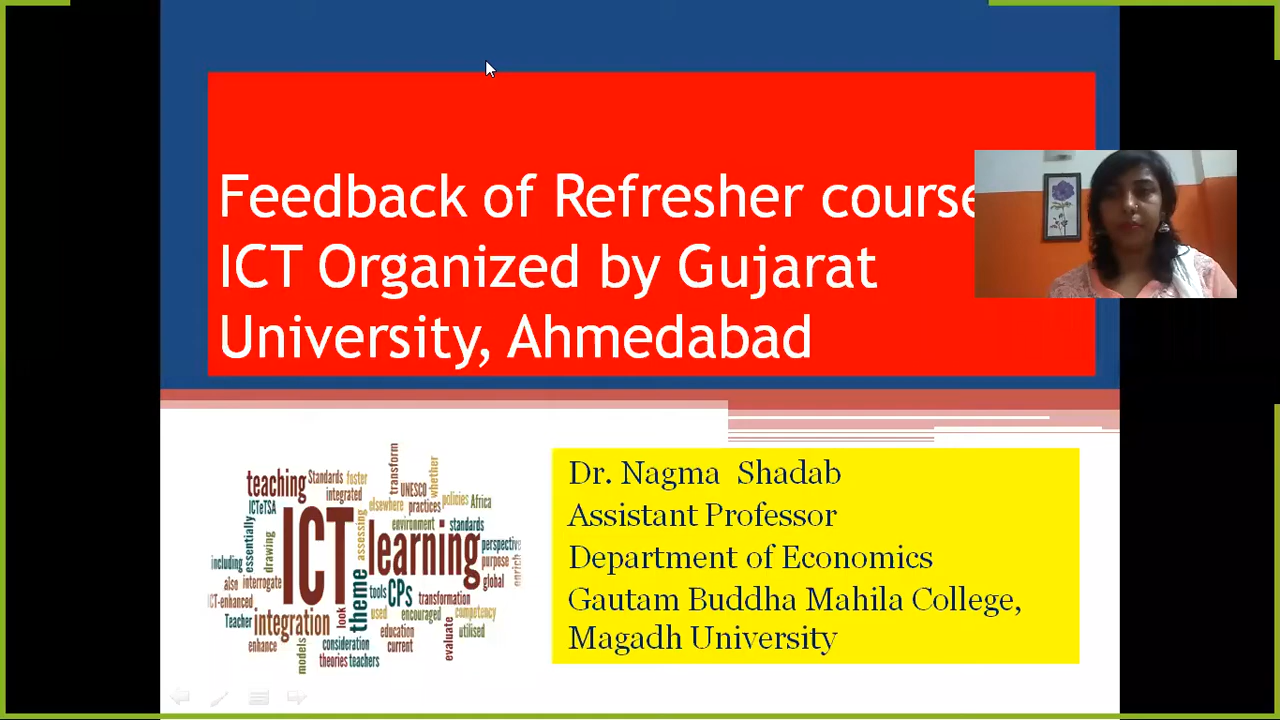 Feedback of Refresher course
ICT Organized by Gujarat
University, Ahmedabad
Dr. Nagma Shadab
Assistant Professor
Department of Economics
Gautam Buddha Mahila College,
Magadh University
teaching
Standards
foster
integrated
ICTeTSA
transform
UNESCO
whether
elsewhere
practices
policies
Africa
essentially
drawing
ICT
assessing
environment
standards
learning
perspective
purpose
enrich
global
including
also
interrogate
ICT-enhanced
Teacher
integration
look
theme
tools
CPs
transformation
used
encouraged
competency
utilised
enhance
models
consideration
theories
teachers
education
current
evaluate